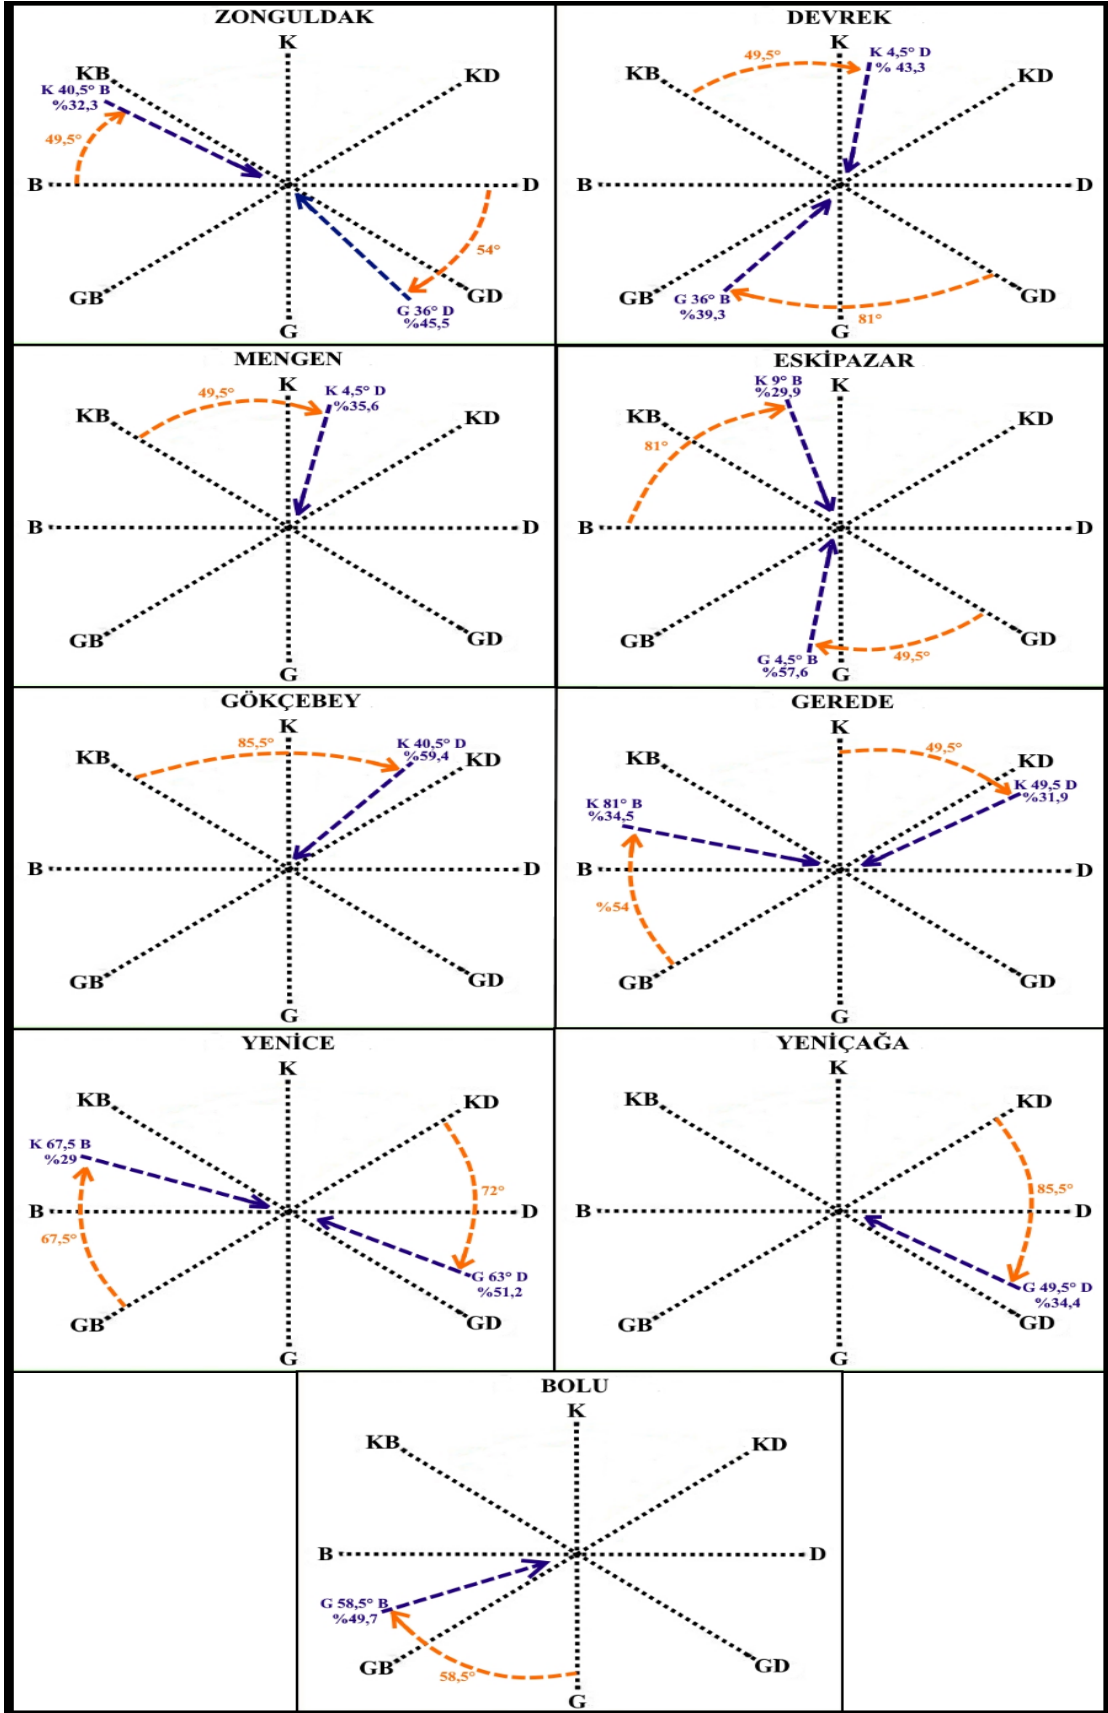 ZONGULDAK
K
KB
KD
K 40,5° B
%32,3
49,5°
B
D
54°
GB
GD
G 36° D
%45,5
G
DEVREK
K
49,5°
K 4,5° D
% 43,3
KB
KD
B
D
GB
GD
G 36° B
%39,3
81°
G
MENGEN
K
49,5°
K 4,5° D
%35,6
KB
KD
B
D
GB
GD
G
ESKİPAZAR
K 9° B
%29,9
K
KB
KD
81°
B
D
GB
GD
G 4,5° B
%57,6
49,5°
G
GÖKÇEBEY
K
85,5°
K 40,5° D
%59,4
KB
KD
B
D
GB
GD
G
GEREDE
K
49,5°
KB
KD
K 49,5 D
%31,9
K 81° B
%34,5
B
D
%54
GB
GD
G
YENİCE
K
KB
KD
K 67,5 B
%29
72°
B
D
67,5°
G 63° D
%51,2
GB
GD
G
YENİÇAĞA
K
KB
KD
85,5°
B
D
G 49,5° D
%34,4
GB
GD
G
BOLU
K
KB
KD
B
D
G 58,5° B
%49,7
GB
GD
58,5°
G